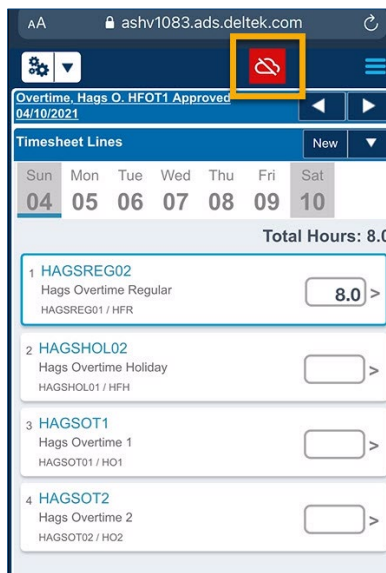 AA ashv1083.ads.deltek.com
Overtime, Hags O. HFOT1 Approved
04/10/2021
Timesheet Lines New
Sun Mon Tue Wed Thu Fri Sat
04 05 06 07 08 09 10
Total Hours: 8.0
1 HAGSREG02
Hags Overtime Regular 8.0 >
HAGSREG01 / HFR
2 HAGSHOL02
Hags Overtime Holiday >
HAGSHOL01 / HFH
3 HAGSOT1
Hags Overtime 1 >
HAGSOT01 / HO1
4 HAGSOT2
Hags Overtime 2 >
HAGSOT02 / HO2